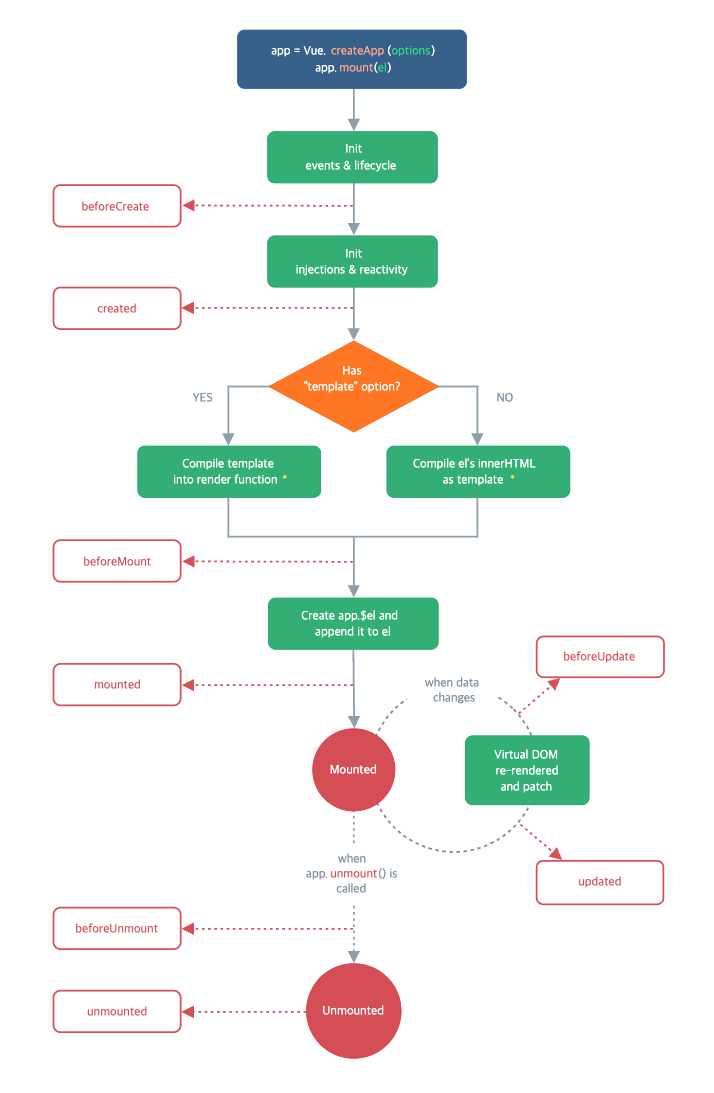 app = Vue. createApp (options)
app. mount(el)
Init
events & lifecycle
beforeCreate
Init
injections & reactivity
created
Has
"template" option?
YES
NO
Compile template
into render function *
Compile el's innerHTML
as template *
beforeMount
Create app.$el and
append it to el
beforeUpdate
mounted
when data
changes
Mounted
Virtual DOM
re-rendered
and patch
when
app. unmount() is
called
updated
beforeUnmount
unmounted
Unmounted